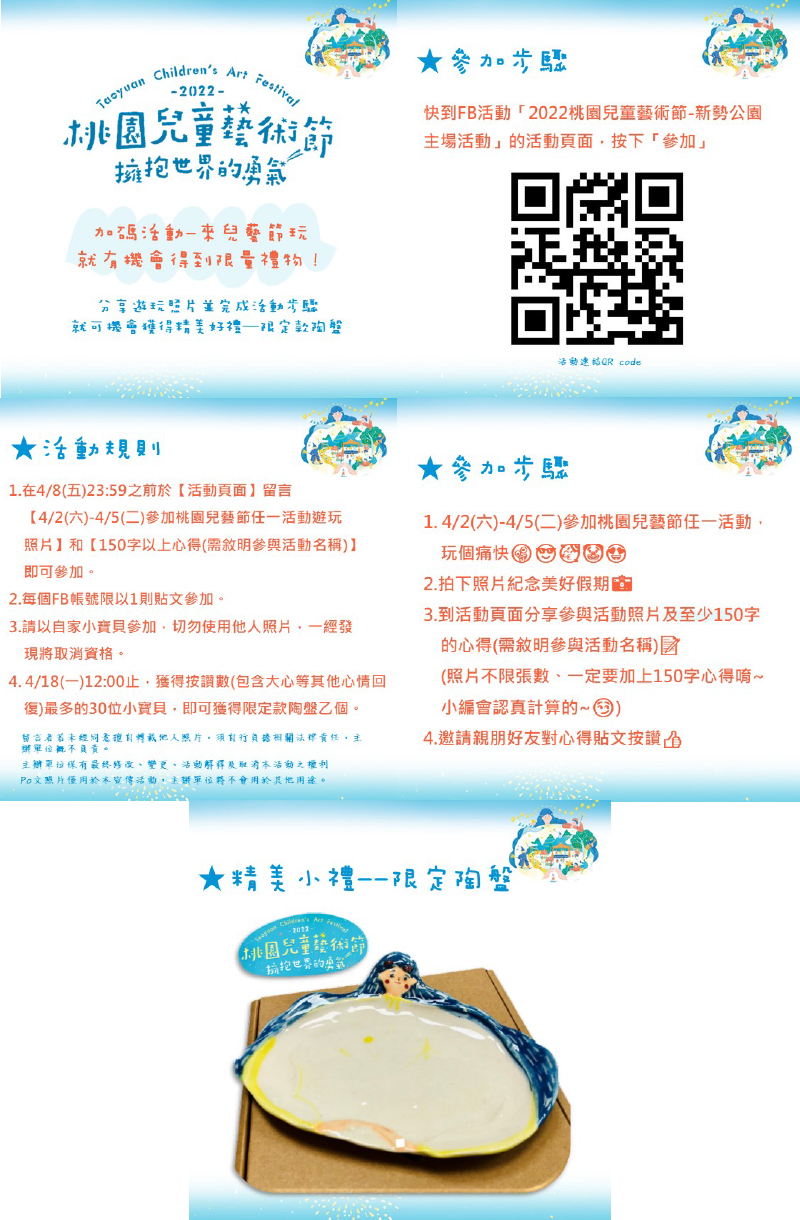 Taoyuan Children's Art Festival
-2022-
桃園兒童藝術節
擁抱世界的勇氣
加碼活動—來兒藝節玩
就有機會得到限量禮物！
分享遊玩照片並完成活動步驟
就可機會獲得精美好禮—限定款陶盤
★參加步驟
快到FB活動「2022桃園兒童藝術節-新勢公園
主場活動」的活動頁面，按下「參加」
活動連結QR code
★活動規則
1.在4/8(五)23:59之前於【活動頁面】留言
【4/2(六)-4/5(二)參加桃園兒藝節任一活動遊玩
照片】和【150字以上心得(需敘明參與活動名稱)】
即可參加。
2.每個FB帳號限以1則貼文參加。
3.請以自家小寶貝參加，切勿使用他人照片，一經發
現將取消資格。
4. 4/18(一)12:00止，獲得按讚數(包含大心等其他心情回
復)最多的30位小寶貝，即可獲得限定款陶盤乙個。
留言者若未經同意擅自轉載他人照片，須自行負擔相關法律責任，主
辦單位概不負責。
主辦單位保有最終修改、變更、活動解釋及取消本活動之權利
Po文照片僅用於本宣傳活動，主辦單位將不會用於其他用途。
★參加步驟
1. 4/2(六)-4/5(二)參加桃園兒藝節任一活動，
玩個痛快
2.拍下照片紀念美好假期
3.到活動頁面分享參與活動照片及至少150字
的心得(需敘明參與活動名稱)
(照片不限張數、一定要加上150字心得唷~
小編會認真計算的~)
4.邀請親朋好友對心得貼文按讚
★精美小禮——限定陶盤
Taoyuan Children's Art Festival
-2022-
桃園兒童藝術節
擁抱世界的勇氣